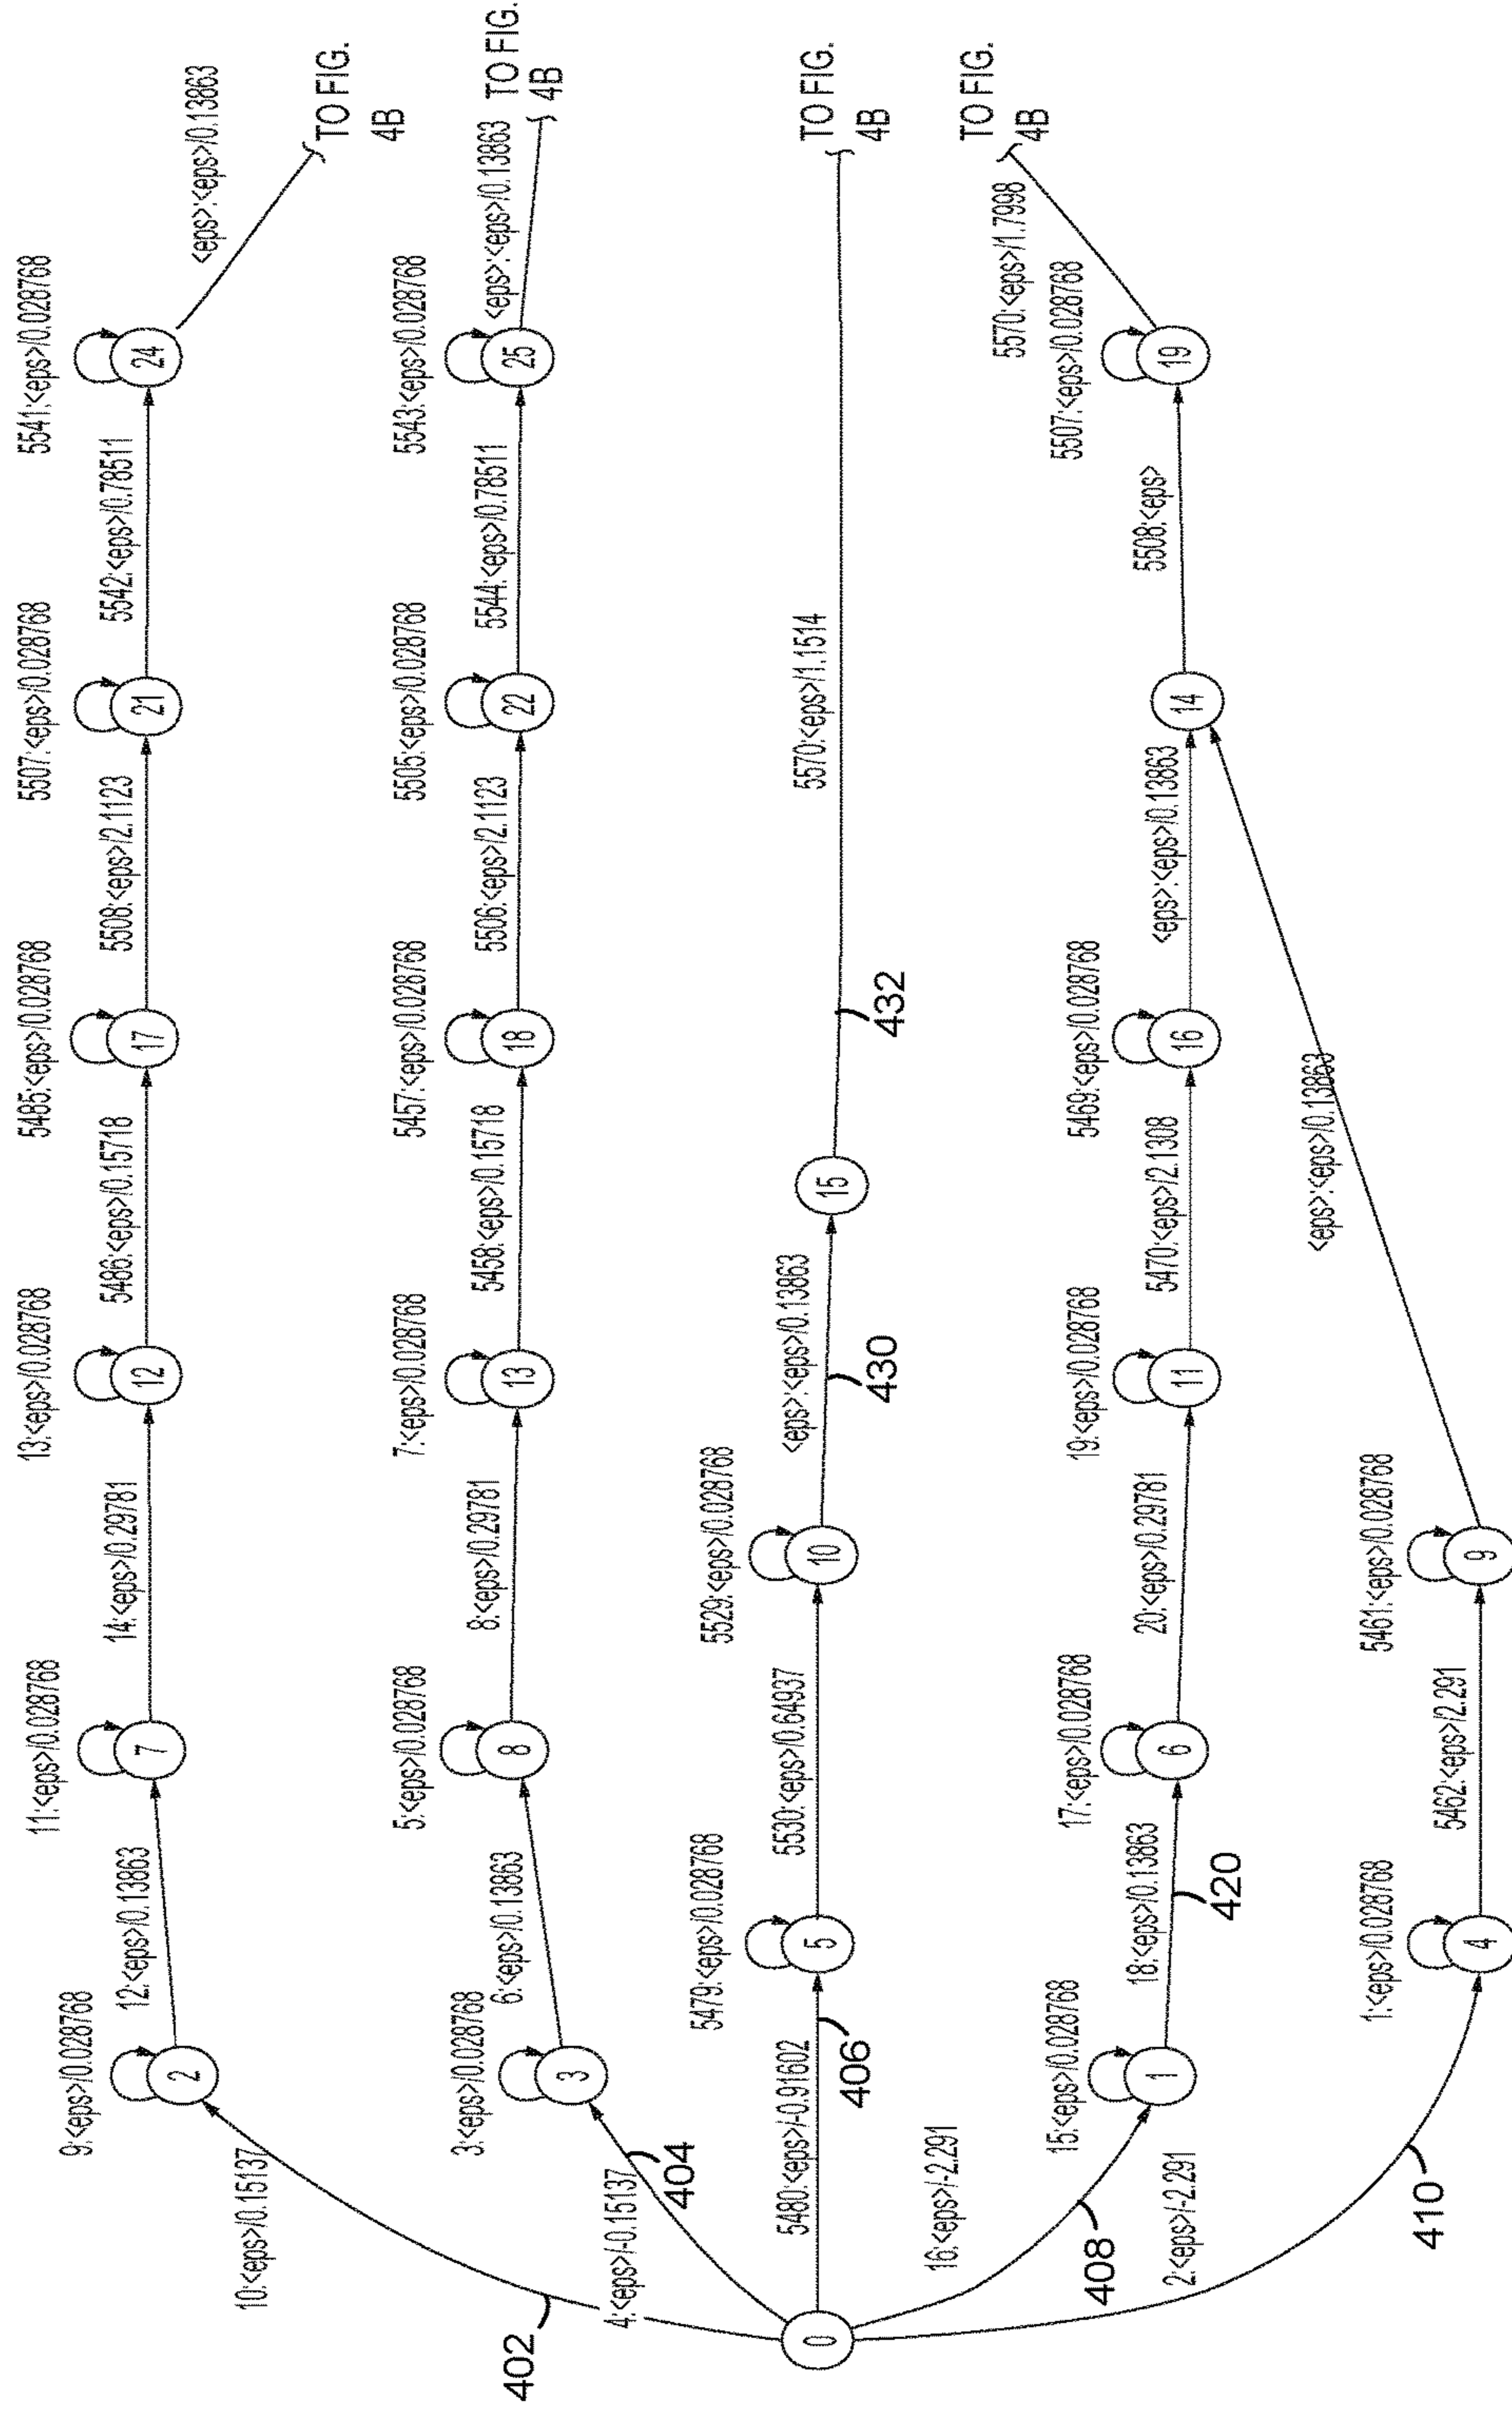 9:<eps>/0.028768
11:<eps>/0.028768
13:<eps>/0.028768
5485:<eps>/0.028768
5507:<eps>/0.028768
5541:<eps>/0.028768
10:<eps>/0.15137
2
12:<eps>/0.13863
7
14:<eps>/0.29781
12
5486:<eps>/0.15718
17
5508:<eps>/2.1123
21
5542:<eps>/0.78511
24
<eps>:<eps>/0.13863
TO FIG.
4B
402
3:<eps>/0.028768
5:<eps>/0.028768
7:<eps>/0.028768
5457:<eps>/0.028768
5505:<eps>/0.028768
5543:<eps>/0.028768
4:<eps>/-0.15137
404
3
6:<eps>/0.13863
8
8:<eps>/0.29781
13
5458:<eps>/0.15718
18
5506:<eps>/2.1123
22
5544:<eps>/0.78511
25
<eps>:<eps>/0.13863
TO FIG.
4B
0
5479:<eps>/0.028768
5529:<eps>/0.028768
5480:<eps>/-0.91602
406
5
5530:<eps>/0.64937
10
<eps>:<eps>/0.13863
430
15
5570:<eps>/1.1514
432
TO FIG.
4B
16:<eps>/-2.291
408
15:<eps>/0.028768
17:<eps>/0.028768
19:<eps>/0.028768
5469:<eps>/0.028768
5507:<eps>/0.028768
1
18:<eps>/0.13863
420
6
20:<eps>/0.29781
11
5470:<eps>/2.1308
16
<eps>:<eps>/0.13863
14
5508:<eps>
19
5570:<eps>/1.7998
TO FIG.
4B
2:<eps>/-2.291
410
1:<eps>/0.028768
5461:<eps>/0.028768
4
5462:<eps>/2.291
9
<eps>:<eps>/0.13863